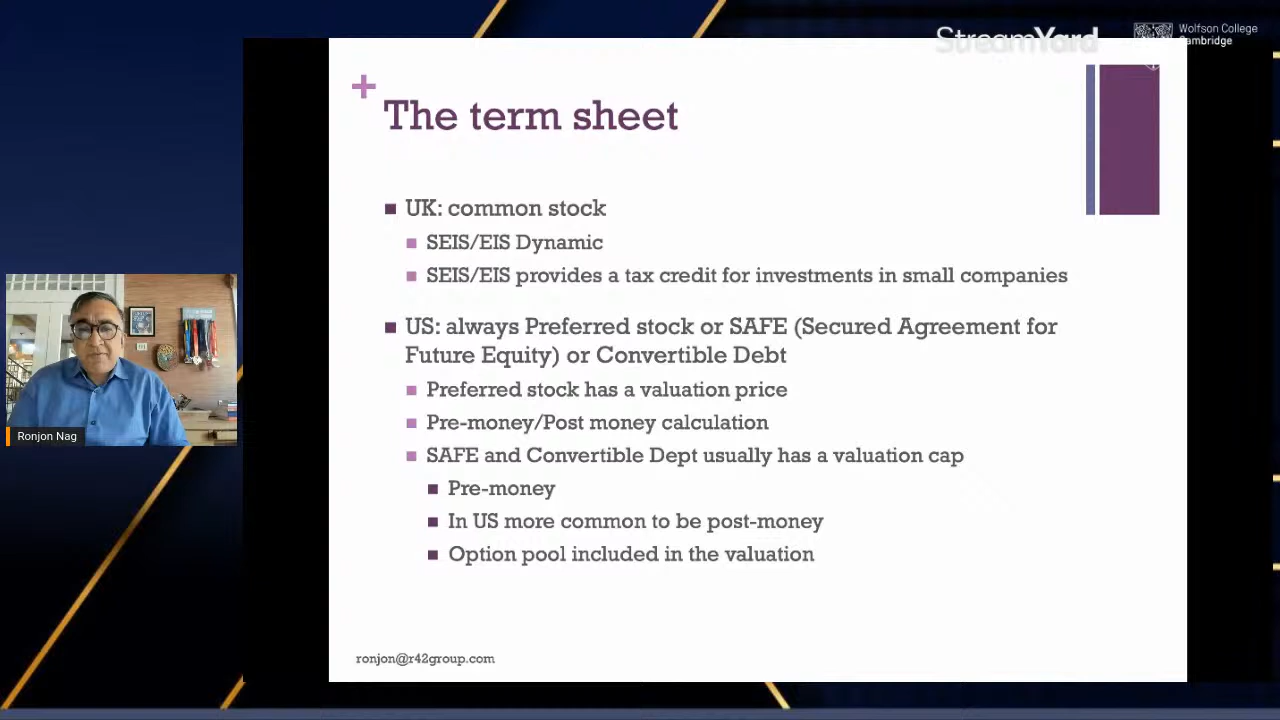 StreamYard
Wolfson College
Cambridge
+
The term sheet
UK: common stock
SEIS/EIS Dynamic
SEIS/EIS provides a tax credit for investments in small companies
US: always Preferred stock or SAFE (Secured Agreement for
Future Equity) or Convertible Debt
Preferred stock has a valuation price
Pre-money/Post money calculation
SAFE and Convertible Dept usually has a valuation cap
Pre-money
In US more common to be post-money
Option pool included in the valuation
Ronjon Nag
ronjon@r42group.com